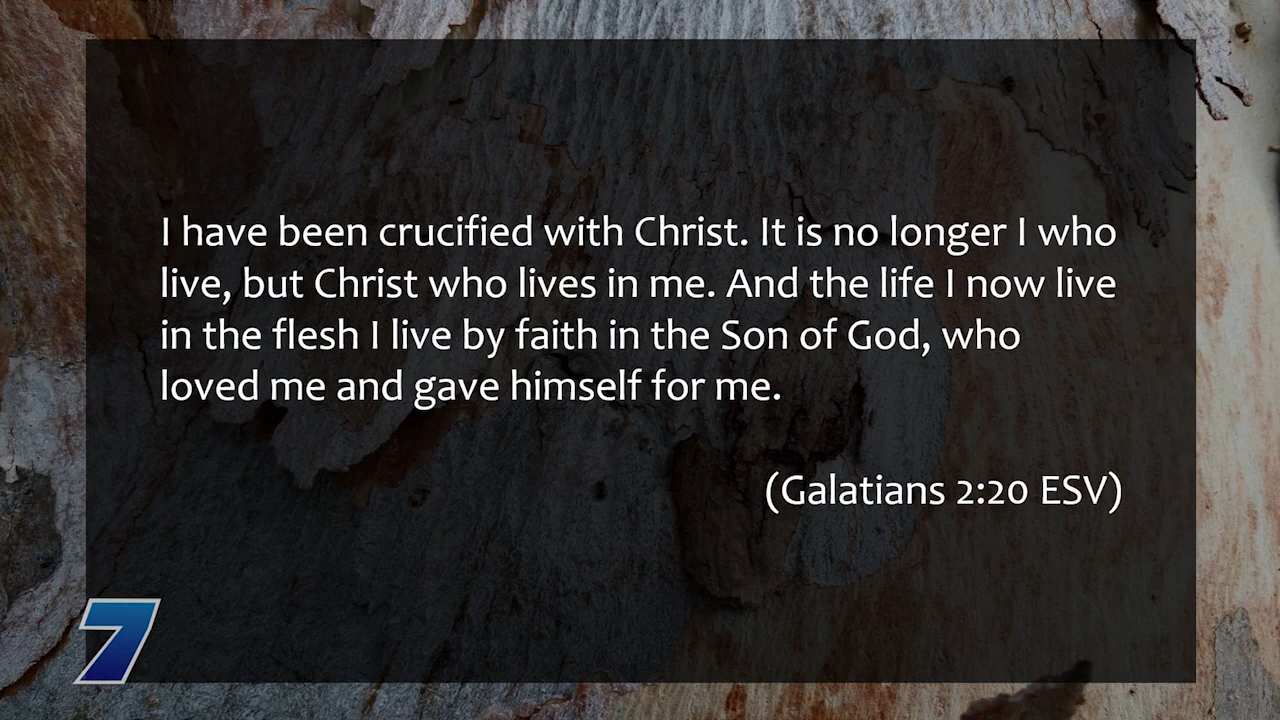 I have been crucified with Christ. It is no longer I who
live, but Christ who lives in me. And the life I now live
in the flesh I live by faith in the Son of God, who
loved me and gave himself for me.
(Galatians 2:20 ESV)
7